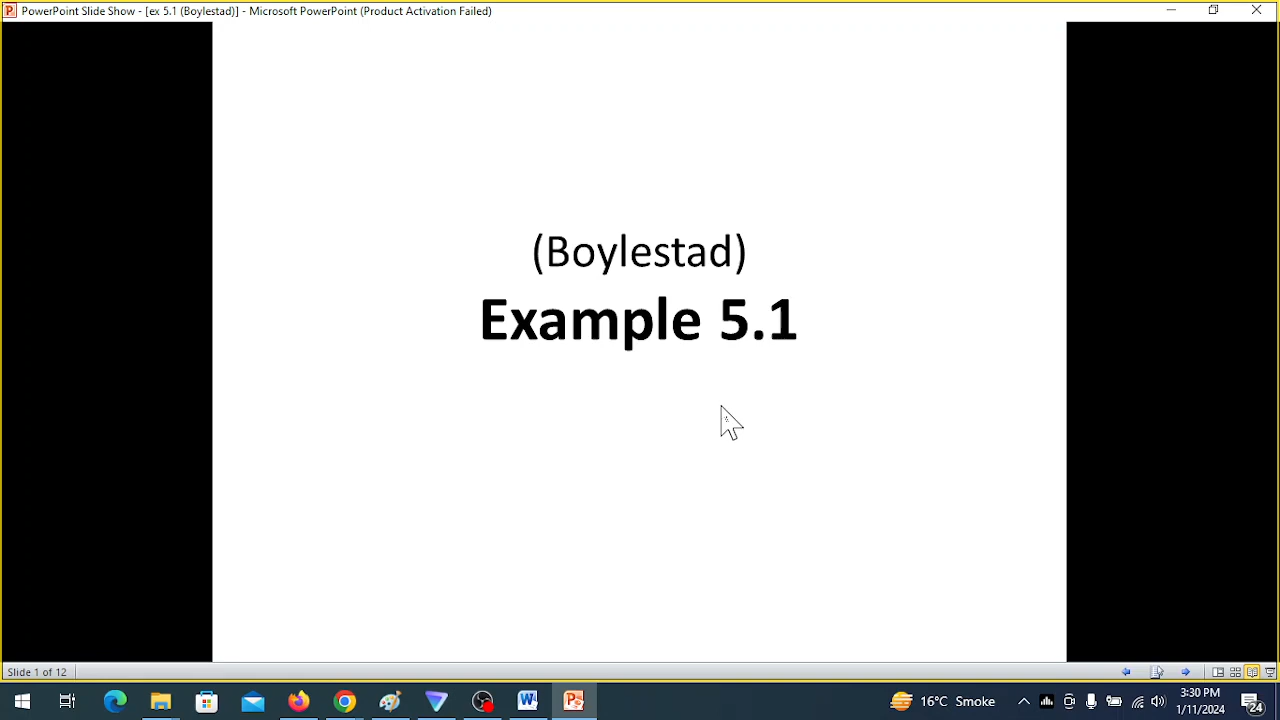 PowerPoint Slide Show - [ex 5.1 (Boylestad)] - Microsoft PowerPoint (Product Activation Failed)
(Boylestad)
Example 5.1
Slide 1 of 12
16°C Smoke
3:30 PM
1/11/2024
24